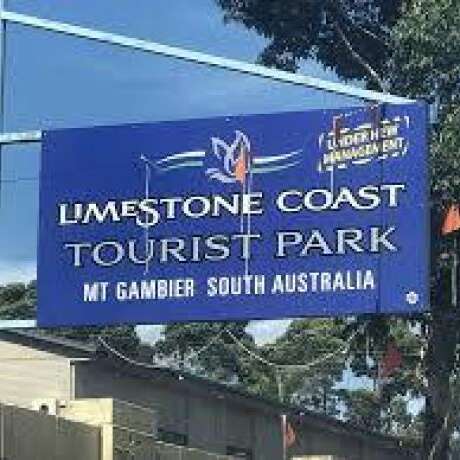 UNDER NEW
MANAGEMENT
LIMESTONE COAST
TOURIST PARK
MT GAMBIER SOUTH AUSTRALIA